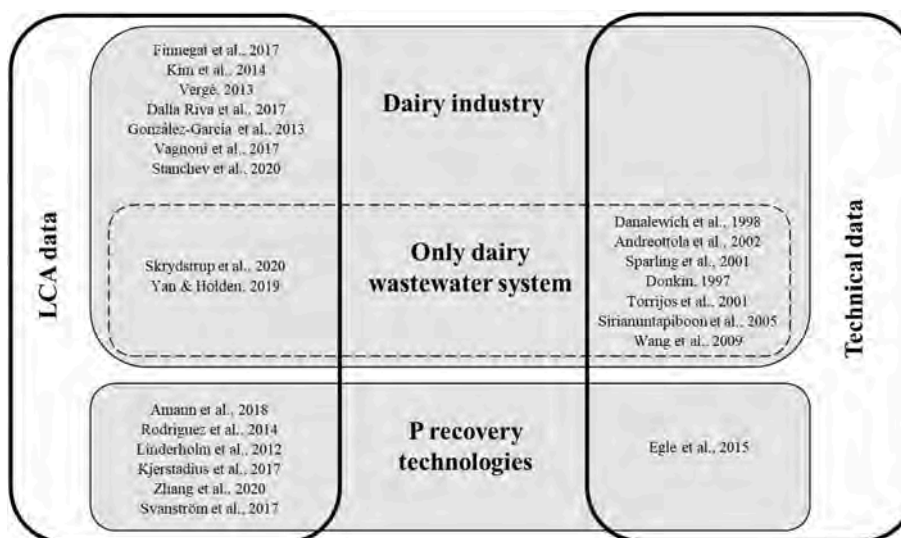 LCA data
Finnegat et al., 2017
Kim et al., 2014
Vergé. 2013
Dalla Riva et al., 2017
González-García et al., 2013
Vagnoni et al., 2017
Stanchev et al., 2020
Dairy industry
Skrydstrup et al., 2020
Yan & Holden. 2019
Only dairy
wastewater system
Danalewich et al., 1998
Andreottola et al., 2002
Sparling et al., 2001
Donkin. 1997
Torrijos et al., 2001
Sirianuntapiboon et al., 2005
Wang et al., 2009
Amann et al., 2018
Rodriguez et al., 2014
Linderholm et al., 2012
Kjerstadius et al., 2017
Zhang et al., 2020
Svanström et al., 2017
P recovery
technologies
Egle et al., 2015
Technical data